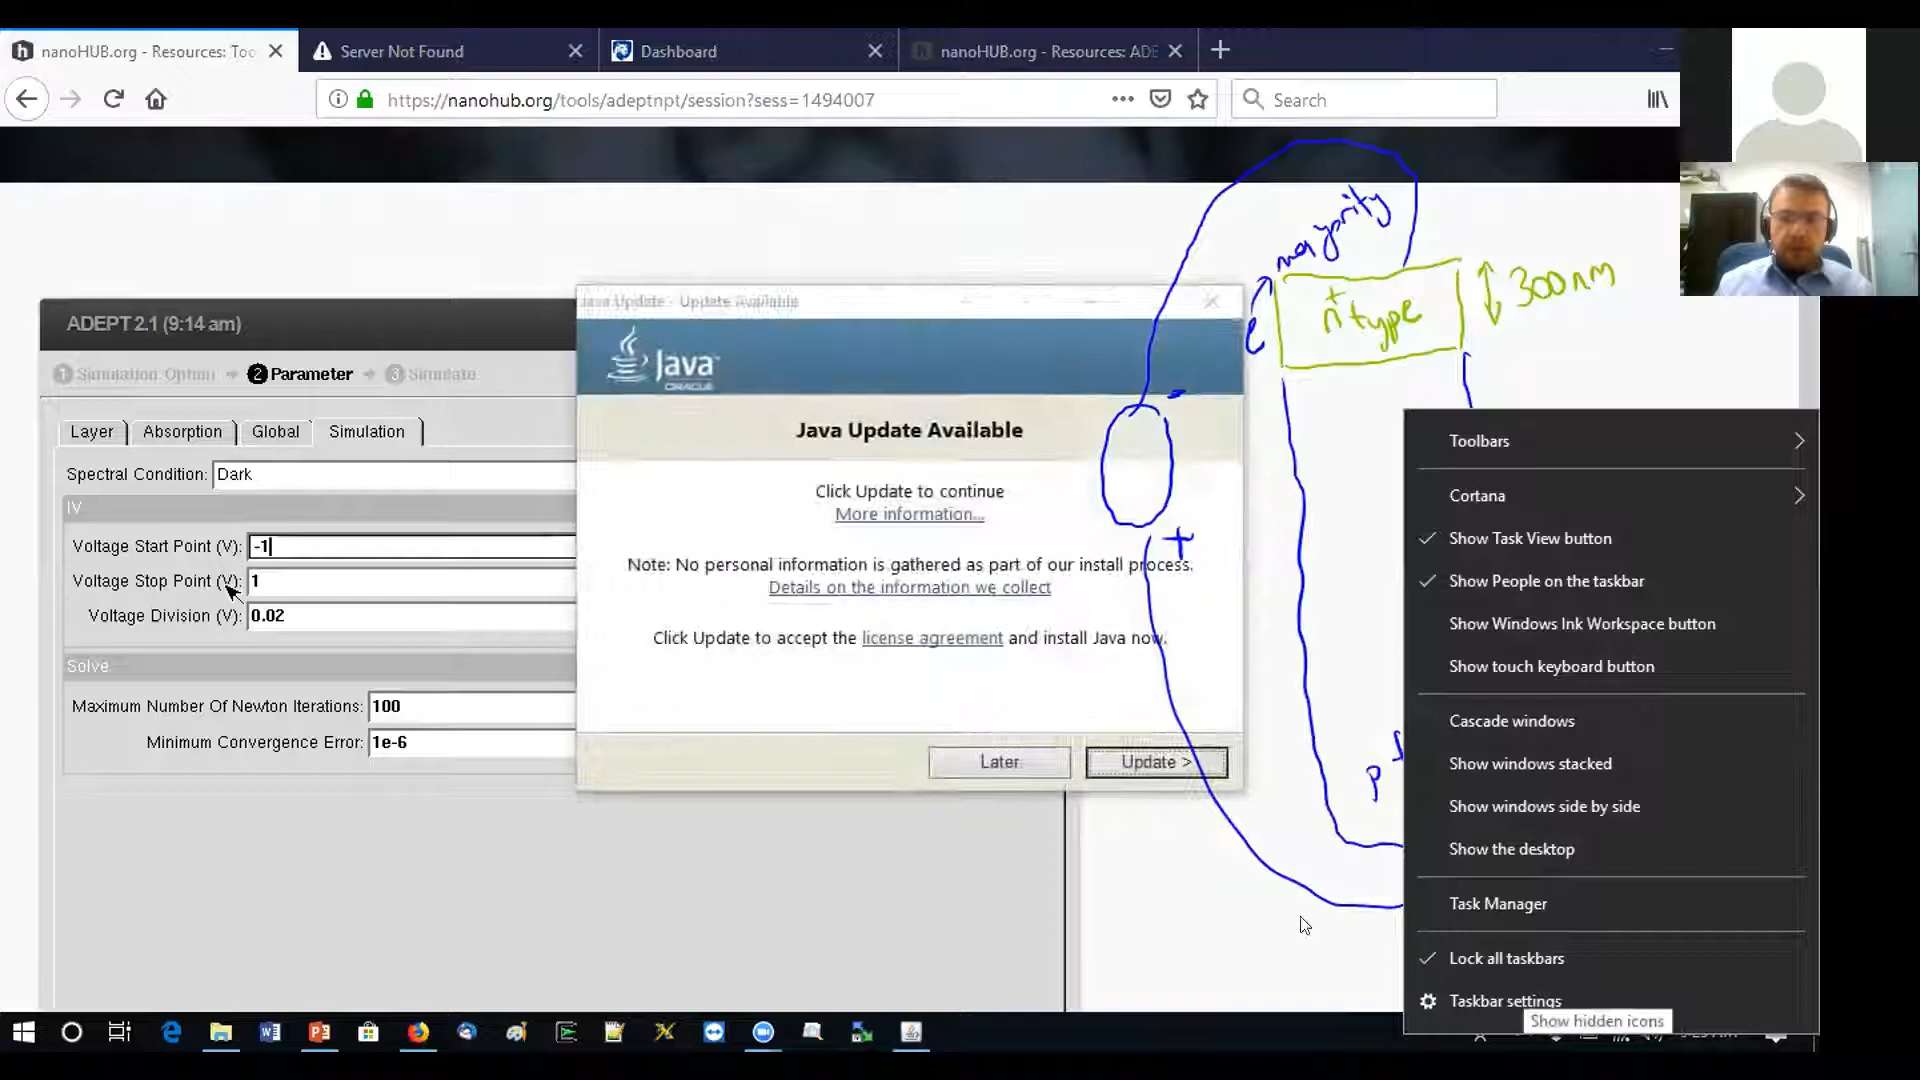 nanoHUB.org - Resources: Too
Server Not Found
Dashboard
nanoHUB.org - Resources: ADE
https://nanohub.org/tools/adeptnpt/session?sess=1494007
Search
majority
300nm
n+ type
e
ADEPT 2.1 (9:14 am)
1 Simulation Option → 2 Parameter → 3 Simulate
Layer
Absorption
Global
Simulation
Spectral Condition: Dark
IV
Voltage Start Point (V): -1
Voltage Stop Point (V): 1
Voltage Division (V): 0.02
Solve
Maximum Number Of Newton Iterations: 100
Minimum Convergence Error: 1e-6
Java Update - Update Available
Java
ORACLE
Java Update Available
Click Update to continue
More information...
Note: No personal information is gathered as part of our install process.
Details on the information we collect
Click Update to accept the license agreement and install Java now.
Later
Update >
-
+
p
Toolbars
Cortana
Show Task View button
Show People on the taskbar
Show Windows Ink Workspace button
Show touch keyboard button
Cascade windows
Show windows stacked
Show windows side by side
Show the desktop
Task Manager
Lock all taskbars
Taskbar settings
Show hidden icons